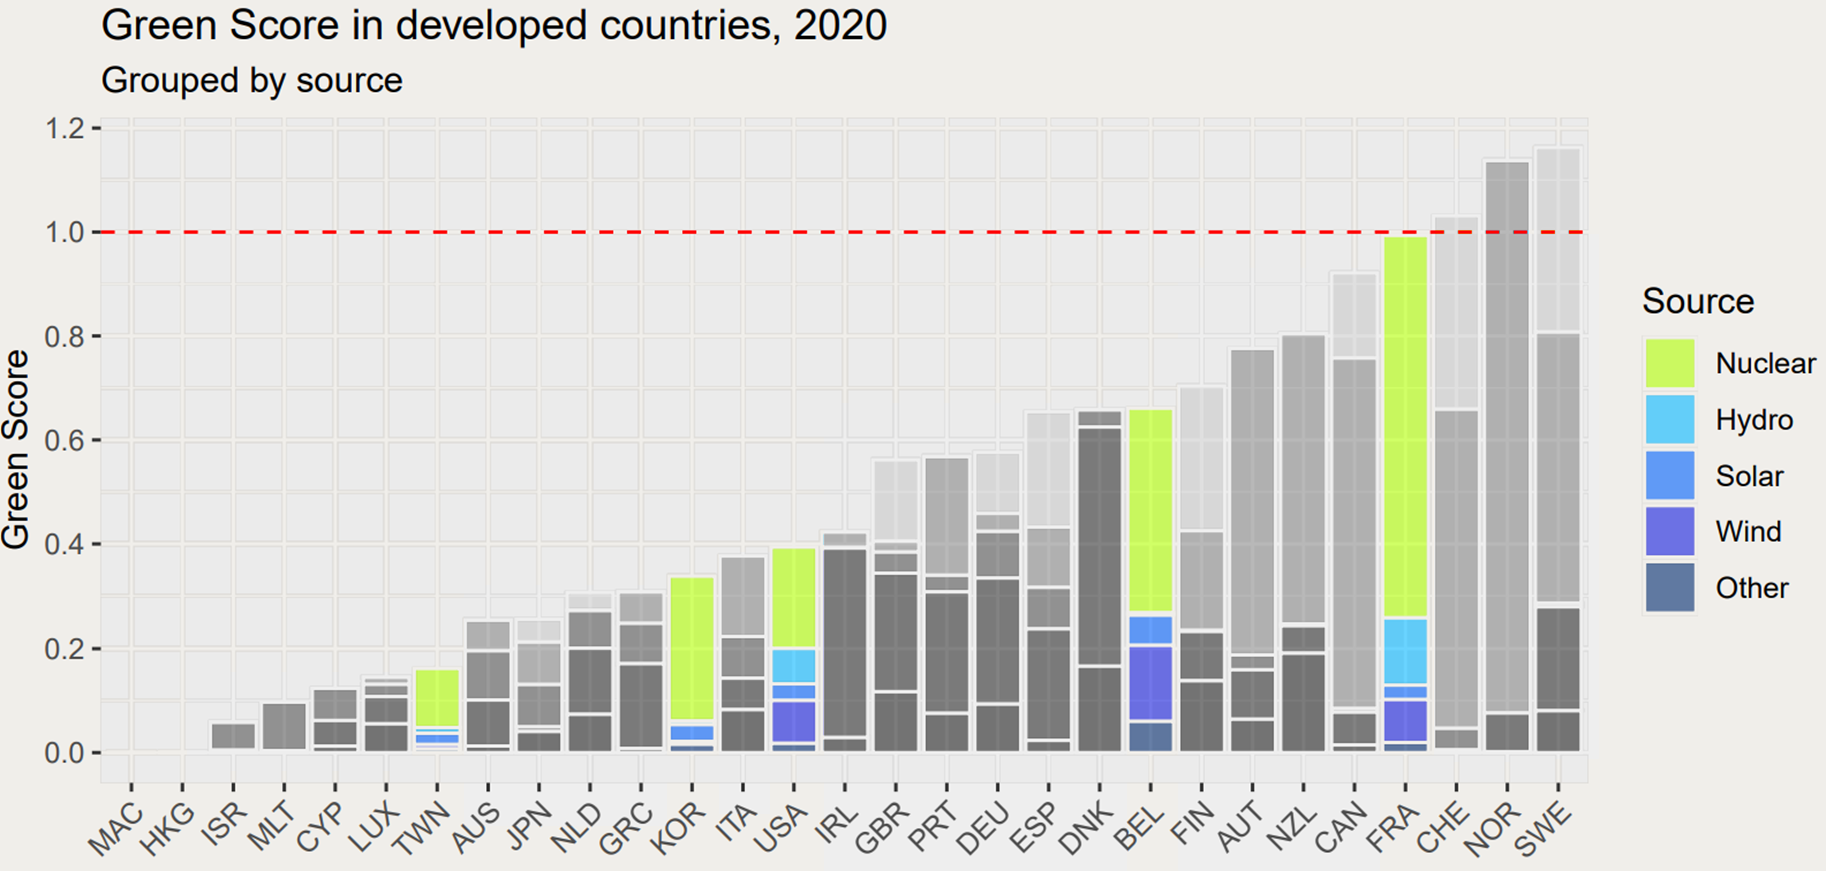 Green Score in developed countries, 2020
Grouped by source
Green Score
1.2
1.0
0.8
0.6
0.4
0.2
0.0
MAC HKG ISR MLT CYP LUX TWN AUS JPN NLD GRC KOR ITA USA IRL GBR PRT DEU ESP DNK BEL FIN AUT NZL CAN FRA CHE NOR SWE
Source
Nuclear
Hydro
Solar
Wind
Other